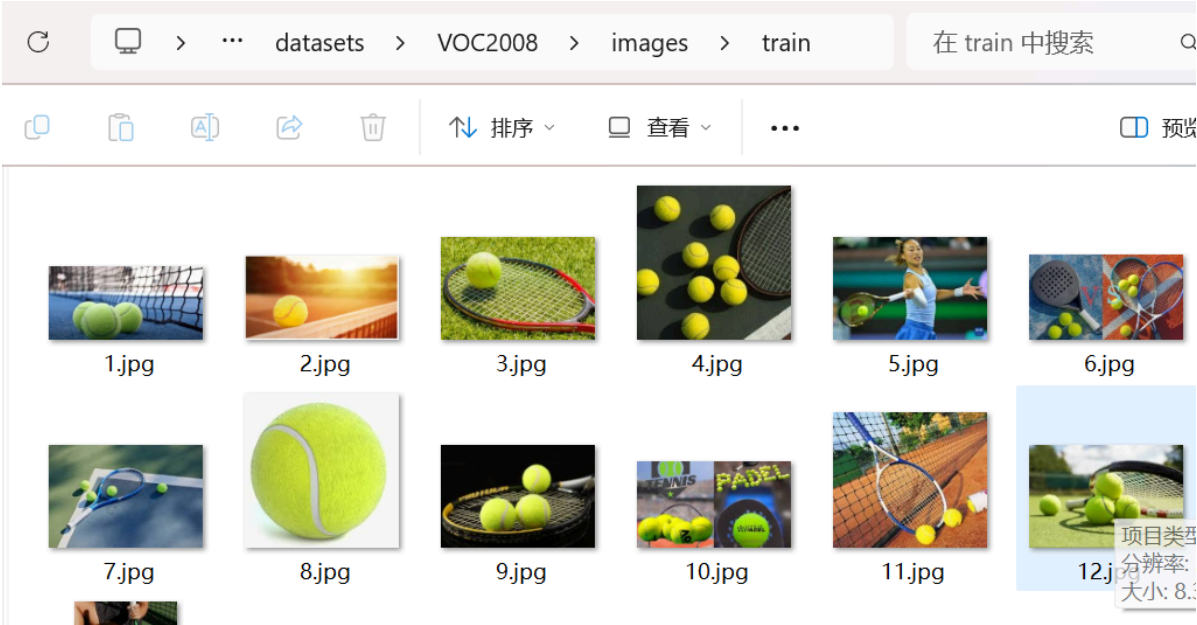 datasets > VOC2008 > images > train
在 train 中搜索
排序 查看 ••• 预览
1.jpg 2.jpg 3.jpg 4.jpg 5.jpg 6.jpg
TENNIS PADEL
7.jpg 8.jpg 9.jpg 10.jpg 11.jpg 12.jpg
项目类型
分辨率:
大小: 8.3